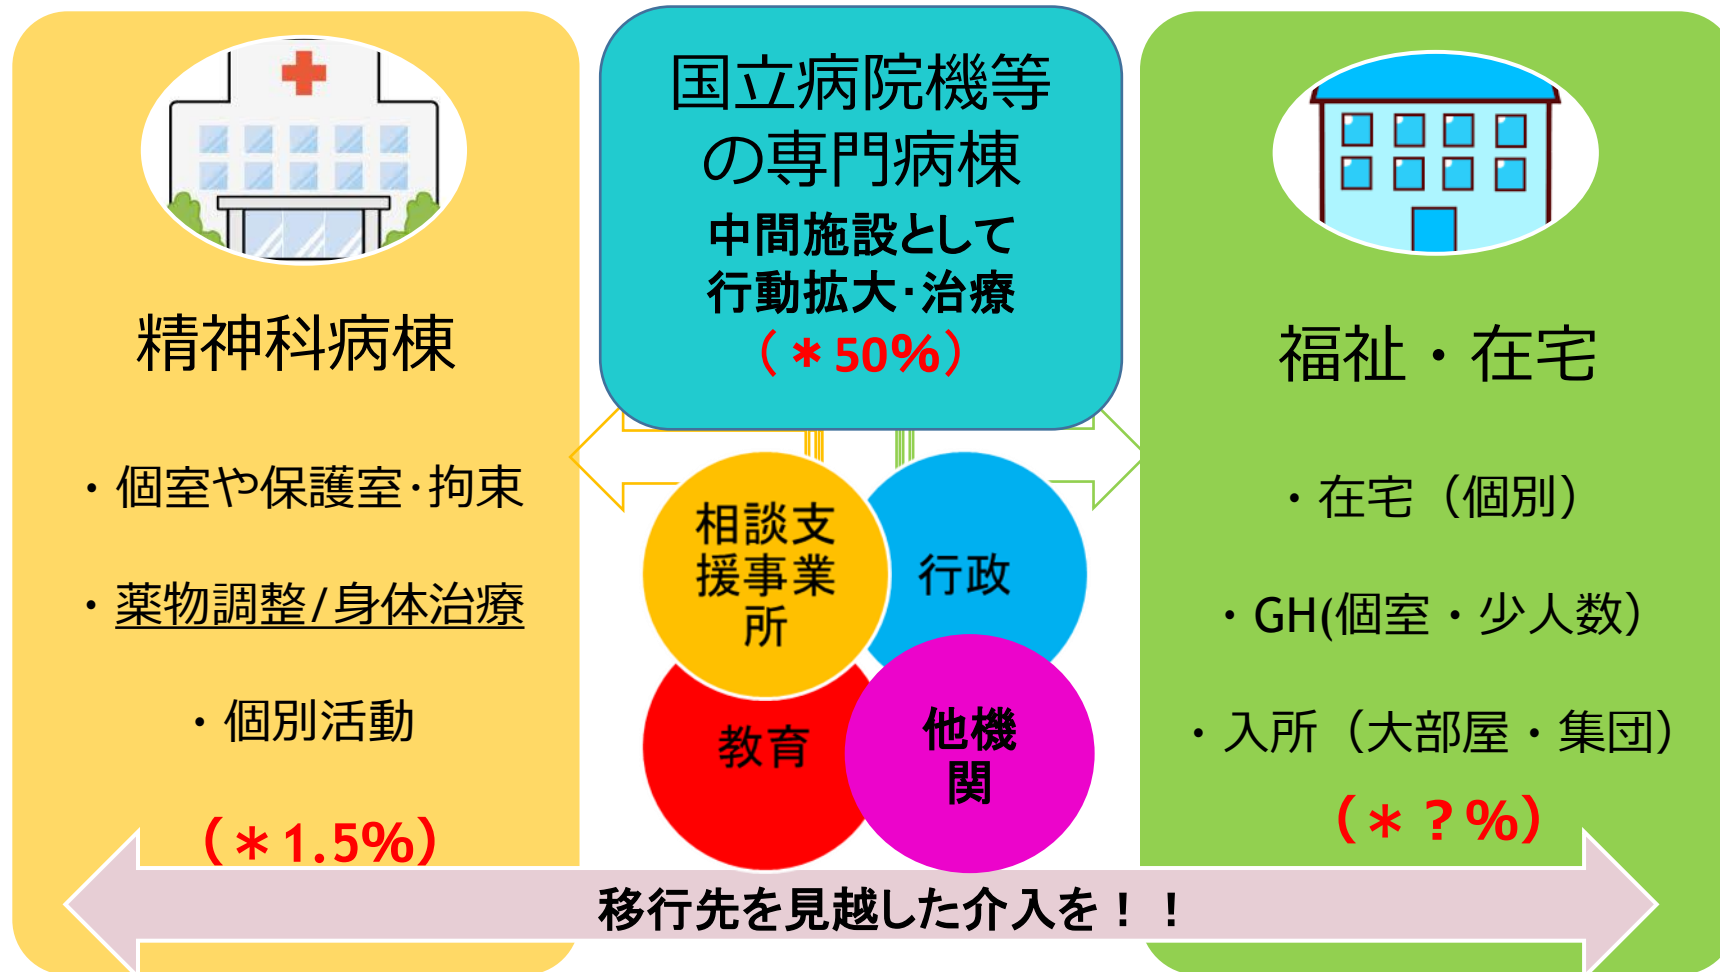 精神科病棟
・個室や保護室・拘束
・薬物調整/身体治療
・個別活動
（＊1.5%）
国立病院機等
の専門病棟
中間施設として
行動拡大・治療
（＊50%）
相談支
援事業
所
行政
教育
他機
関
福祉・在宅
・在宅（個別）
・GH(個室・少人数）
・入所（大部屋・集団）
（＊？%）
移行先を見越した介入を！！